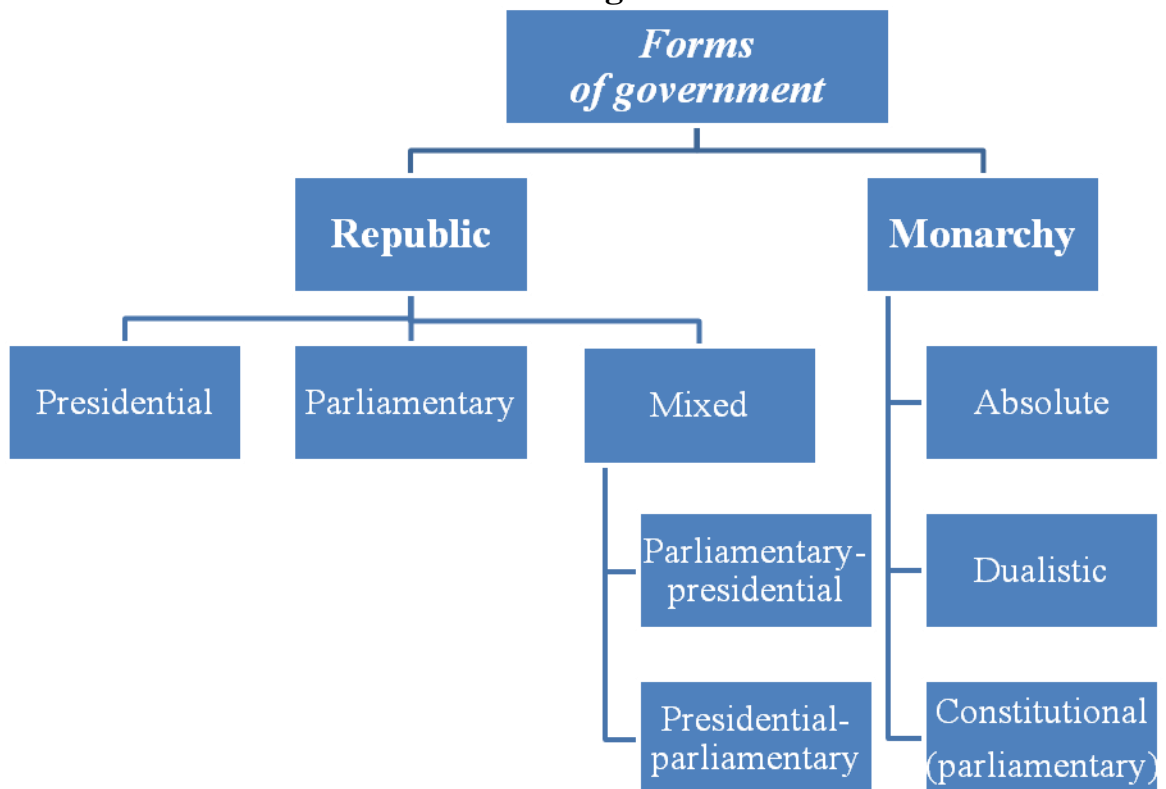 Forms
of government
Republic
Monarchy
Presidential
Parliamentary
Mixed
Absolute
Parliamentary-
presidential
Dualistic
Presidential-
parliamentary
Constitutional
(parliamentary)